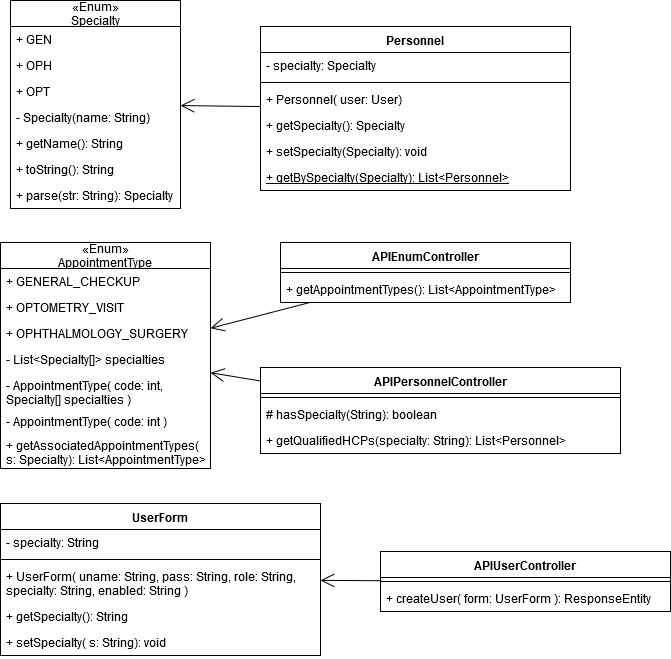 «Enum»
Specialty
+ GEN
+ OPH
+ OPT
- Specialty(name: String)
+ getName(): String
+ toString(): String
+ parse(str: String): Specialty
Personnel
- specialty: Specialty
+ Personnel( user: User)
+ getSpecialty(): Specialty
+ setSpecialty(Specialty): void
+ getBySpecialty(Specialty): List<Personnel>
«Enum»
AppointmentType
+ GENERAL_CHECKUP
+ OPTOMETRY_VISIT
+ OPHTHALMOLOGY_SURGERY
- List<Specialty[]> specialties
- AppointmentType( code: int,
Specialty[] specialties )
- AppointmentType( code: int )
+ getAssociatedAppointmentTypes(
s: Specialty): List<AppointmentType>
APIEnumController
+ getAppointmentTypes(): List<AppointmentType>
APIPersonnelController
# hasSpecialty(String): boolean
+ getQualifiedHCPs(specialty: String): List<Personnel>
UserForm
- specialty: String
+ UserForm( uname: String, pass: String, role: String,
specialty: String, enabled: String )
+ getSpecialty(): String
+ setSpecialty( s: String): void
APIUserController
+ createUser( form: UserForm ): ResponseEntity